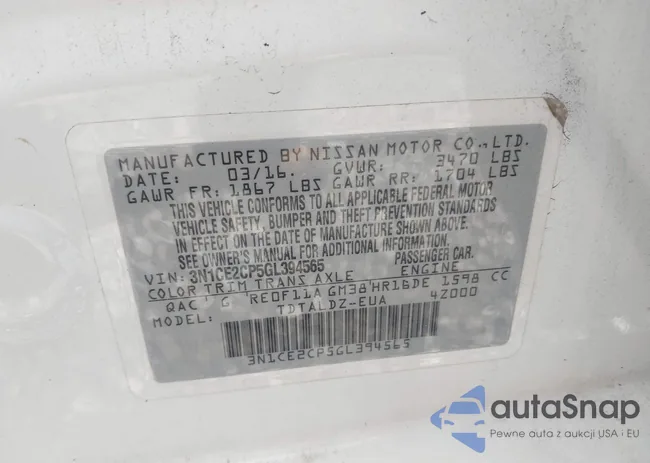 MANUFACTURED BY NISSAN MOTOR CO., LTD.
DATE: 03/16. GVWR: 3470 LBS
GAWR FR: 1867 LBS GAWR RR: 1704 LBS
THIS VEHICLE CONFORMS TO ALL APPLICABLE FEDERAL MOTOR
VEHICLE SAFETY, BUMPER AND THEFT PREVENTION STANDARDS
IN EFFECT ON THE DATE OF MANUFACTURE SHOWN ABOVE.
SEE OWNER'S MANUAL FOR ADDITIONAL INFORMATION.
VIN: 3N1CE2CP5GL394565 PASSENGER CAR.
COLOR TRIM TRANS AXLE ENGINE
QAC G RE0F11A GM38 HR16DE 1598 CC
MODEL: TDTALDZ-EUA 42000
3N1CE2CP5GL394565
autaSnap
Pewne auta z aukcji USA i EU